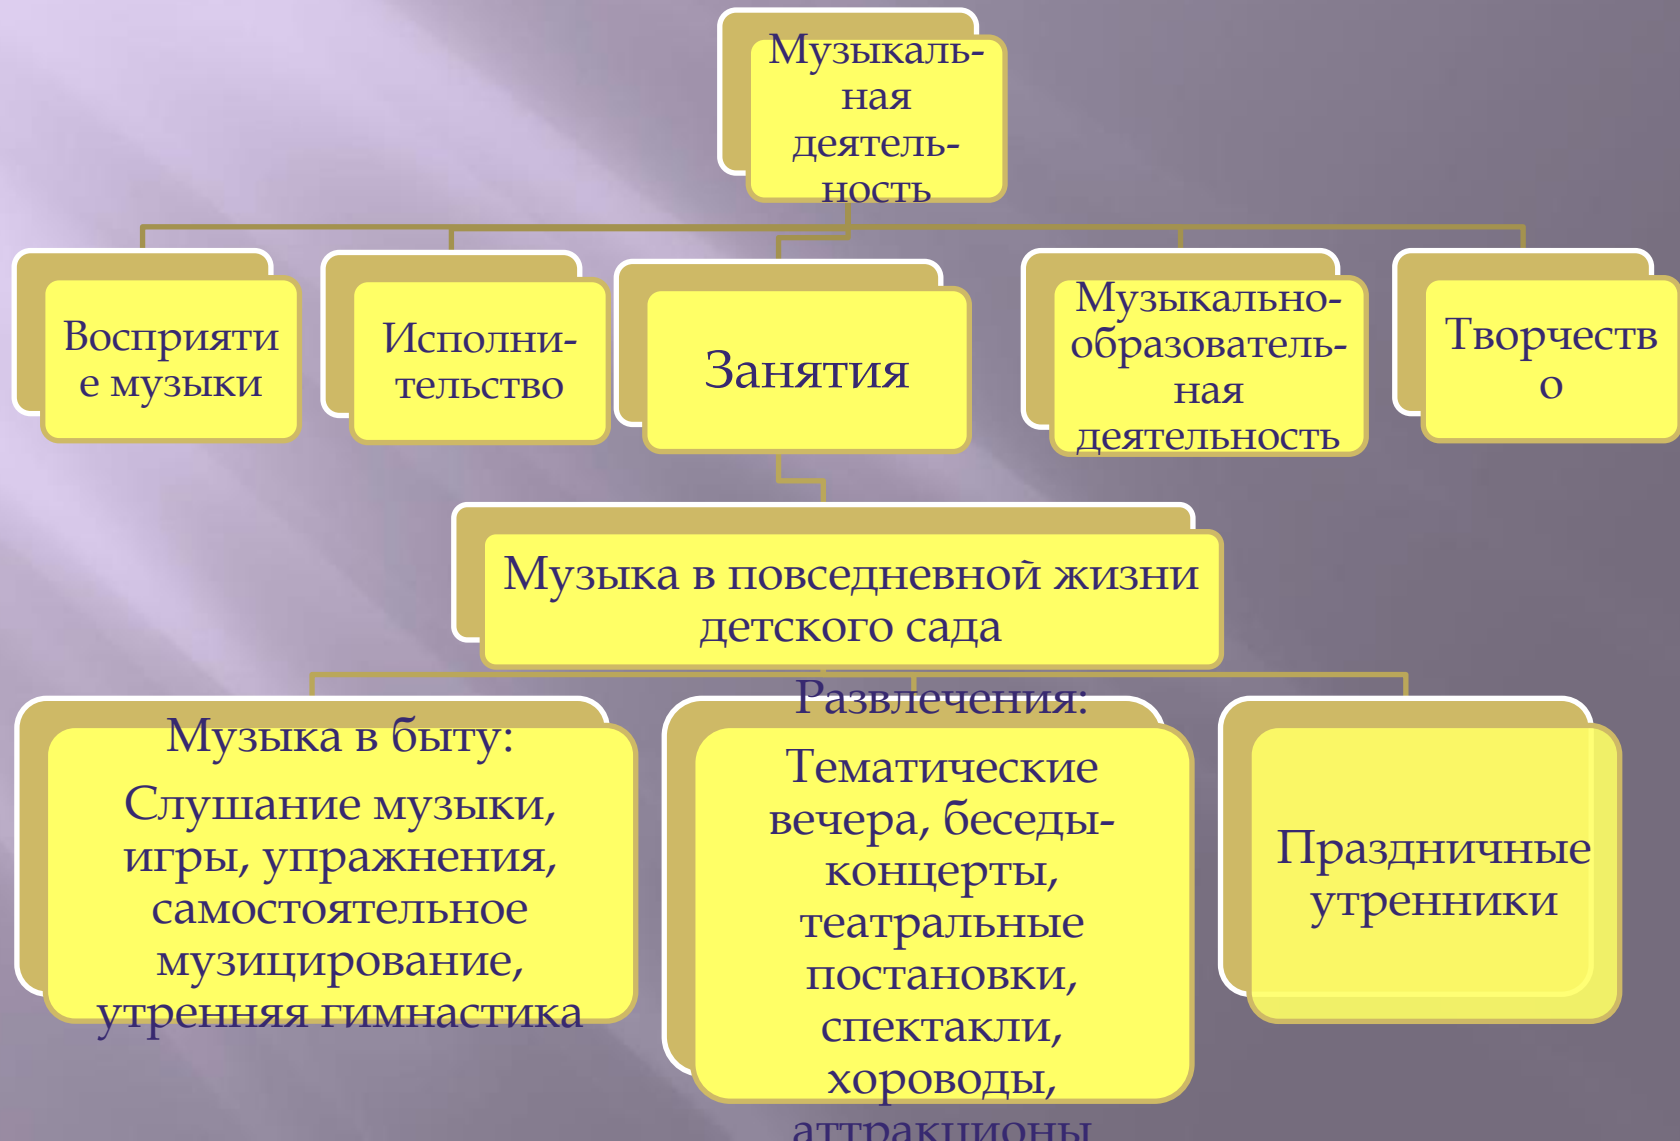 Музыкаль-
ная
деятель-
ность
Восприяти
е музыки
Исполни-
тельство
Занятия
Музыкально-
образователь-
ная
деятельность
Творчеств
о
Музыка в повседневной жизни
детского сада
Музыка в быту:
Слушание музыки,
игры, упражнения,
самостоятельное
музицирование,
утренняя гимнастика
Развлечения:
Тематические
вечера, беседы-
концерты,
театральные
постановки,
спектакли,
хороводы,
аттракционы
Праздничные
утренники